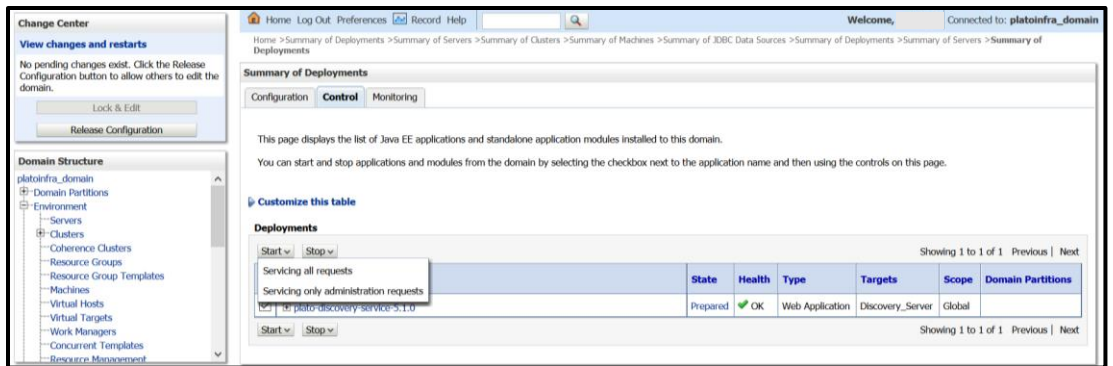 Change Center
View changes and restarts
No pending changes exist. Click the Release
Configuration button to allow others to edit the
domain.
Lock & Edit
Release Configuration
Domain Structure
platoinfra_domain
Domain Partitions
Environment
Servers
Clusters
Coherence Clusters
Resource Groups
Resource Group Templates
Machines
Virtual Hosts
Virtual Targets
Work Managers
Concurrent Templates
Resource Management
Home Log Out Preferences Record Help
Welcome, Connected to: platoinfra_domain
Home >Summary of Deployments >Summary of Servers >Summary of Clusters >Summary of Machines >Summary of JDBC Data Sources >Summary of Deployments >Summary of Servers >Summary of
Deployments
Summary of Deployments
Configuration Control Monitoring
This page displays the list of Java EE applications and standalone application modules installed to this domain.
You can start and stop applications and modules from the domain by selecting the checkbox next to the application name and then using the controls on this page.
Customize this table
Deployments
Start Stop Showing 1 to 1 of 1 Previous | Next
Servicing all requests
Servicing only administration requests
State Health Type Targets Scope Domain Partitions
plato-discovery-service-5.1.0 Prepared OK Web Application Discovery_Server Global
Start Stop Showing 1 to 1 of 1 Previous | Next